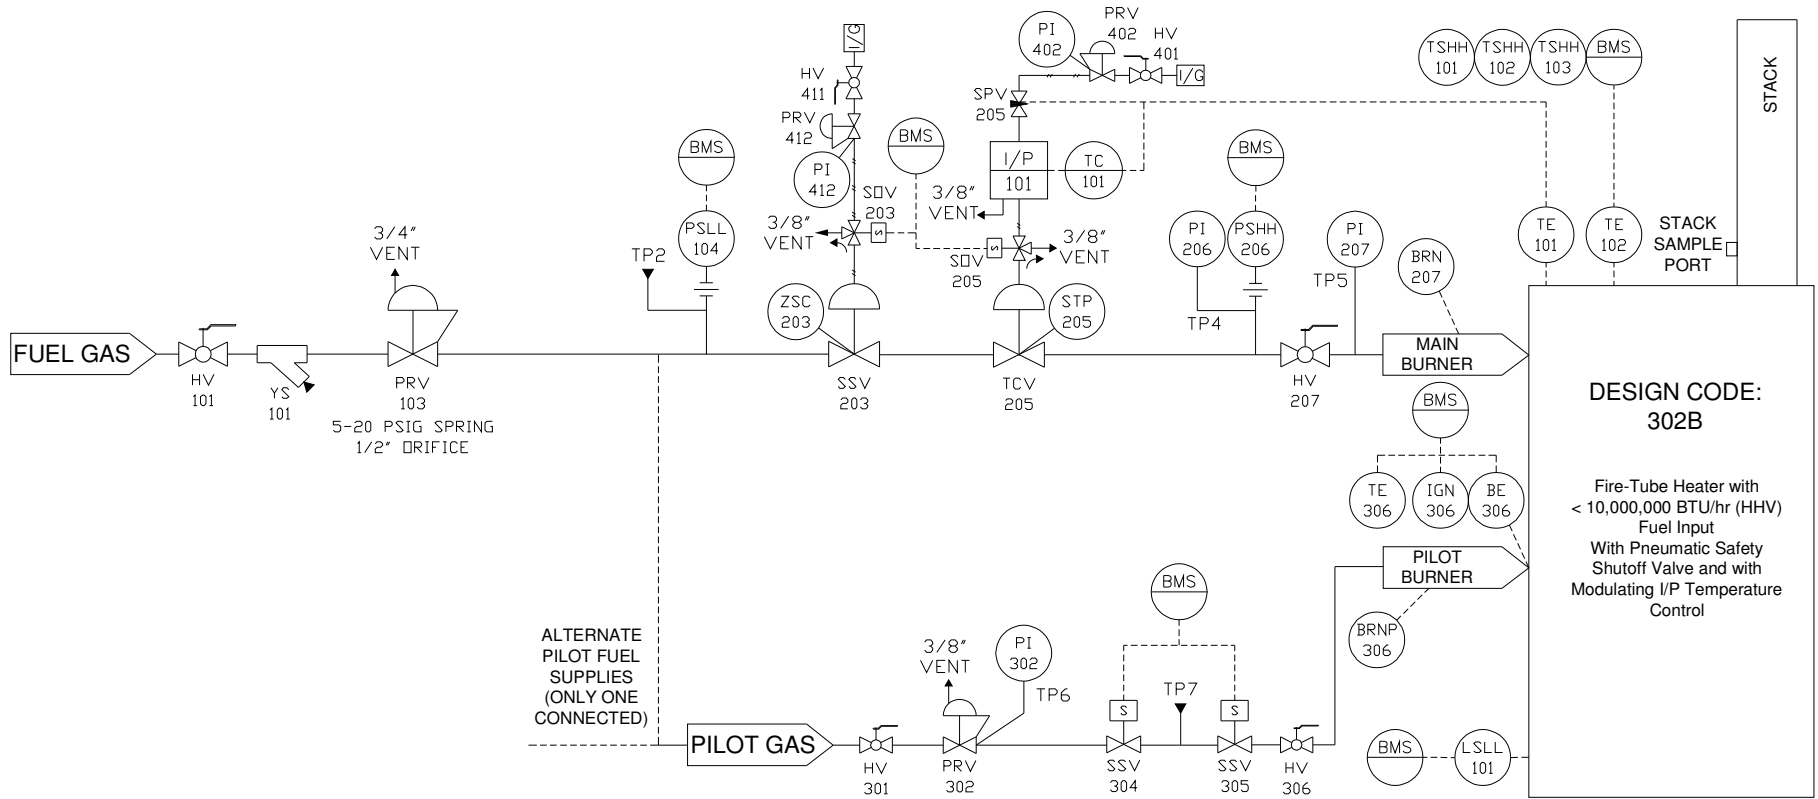 I/G
HV
411
PRV
412
PI
412
SOV
203
3/8"
VENT
BMS
PSLL
104
TP2
3/4"
VENT
BMS
PI
402
PRV
402
HV
401
I/G
SPV
205
I/P
101
TC
101
3/8"
VENT
S
S
SOV
205
3/8"
VENT
ZSC
203
STP
205
BMS
PI
206
PSHH
206
TP4
PI
207
TP5
BRN
207
TSHH
101
TSHH
102
TSHH
103
BMS
TE
101
TE
102
STACK
STACK
SAMPLE
PORT
FUEL GAS
HV
101
YS
101
PRV
103
5-20 PSIG SPRING
1/2" ORIFICE
SSV
203
TCV
205
HV
207
MAIN
BURNER
BMS
TE
306
IGN
306
BE
306
PILOT
BURNER
BRNP
306
DESIGN CODE:
302B
Fire-Tube Heater with
< 10,000,000 BTU/hr (HHV)
Fuel Input
With Pneumatic Safety
Shutoff Valve and with
Modulating I/P Temperature
Control
ALTERNATE
PILOT FUEL
SUPPLIES
(ONLY ONE
CONNECTED)
PILOT GAS
HV
301
3/8"
VENT
PRV
302
PI
302
TP6
BMS
S
S
TP7
SSV
304
SSV
305
HV
306
BMS
LSLL
101